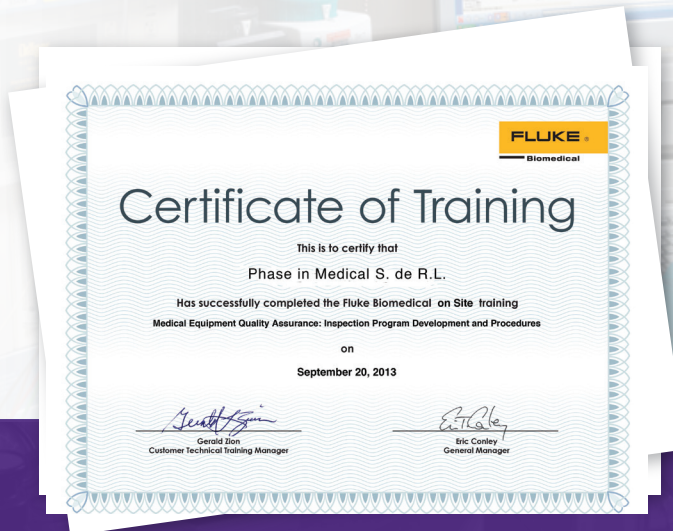 FLUKE®
Biomedical
Certificate of Training
This is to certify that
Phase in Medical S. de R.L.
Has successfully completed the Fluke Biomedical on Site training
Medical Equipment Quality Assurance: Inspection Program Development and Procedures
on
September 20, 2013
Gerald Zion
Customer Technical Training Manager
Eric Conley
General Manager